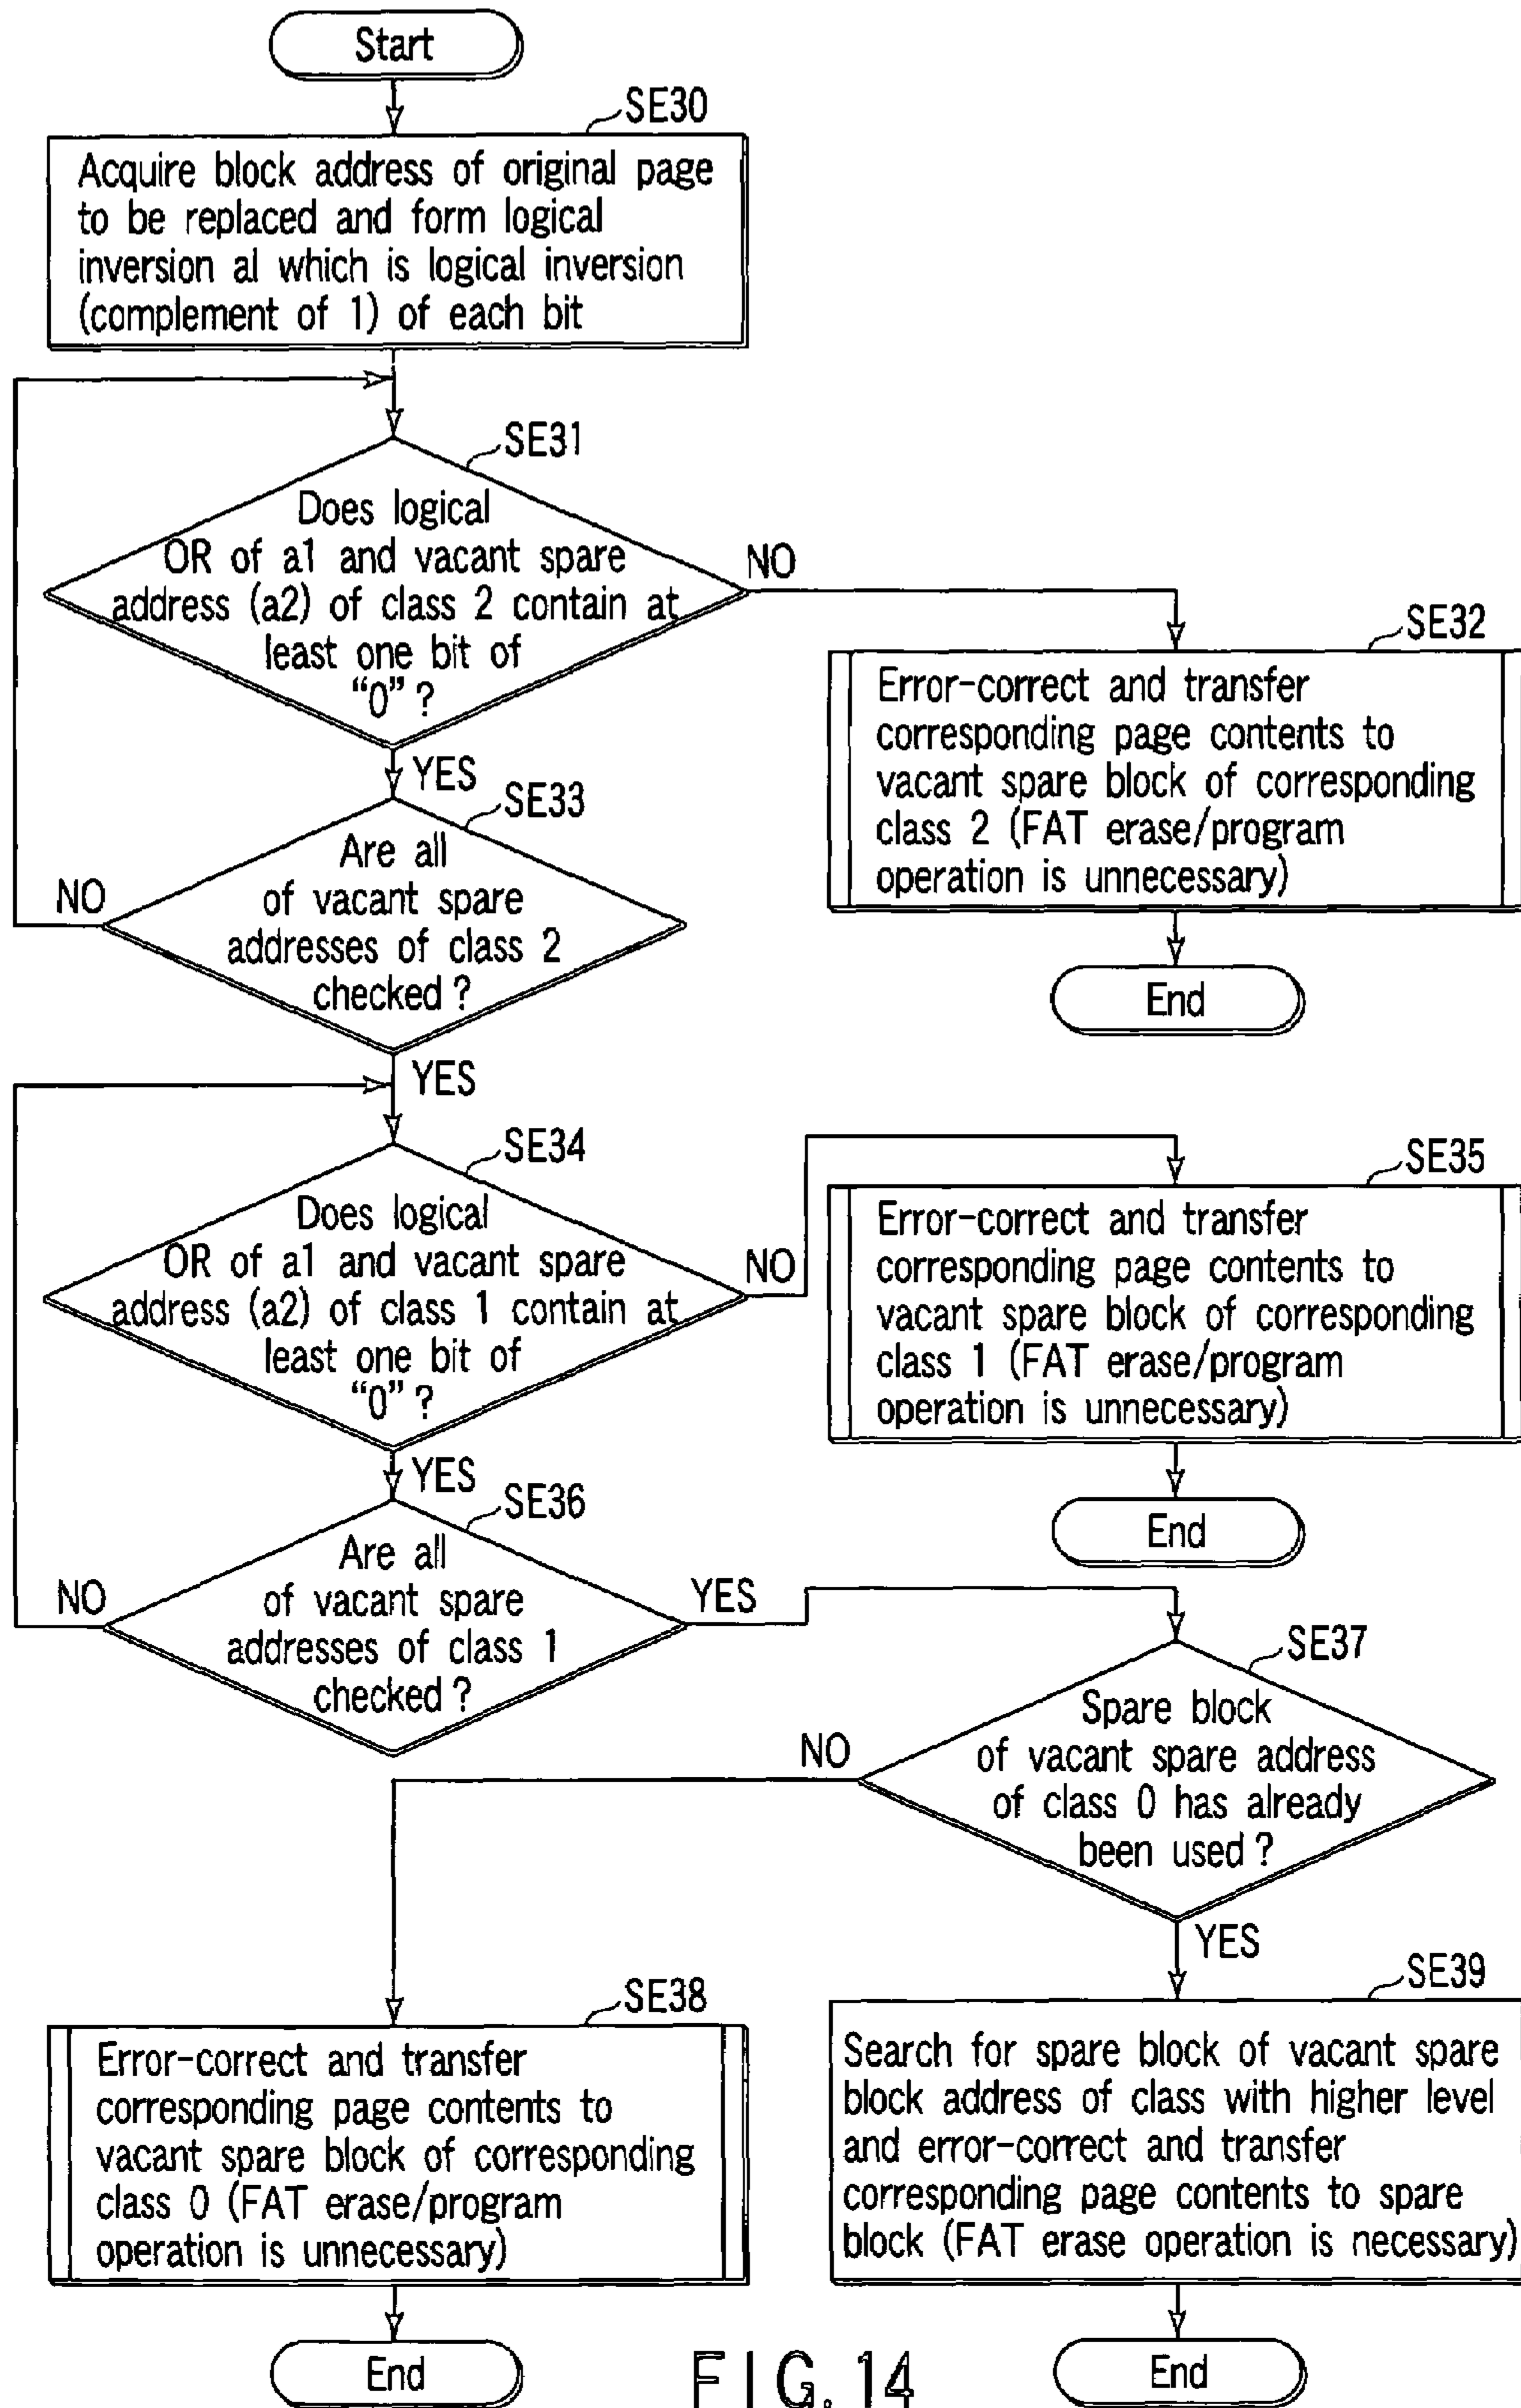 Start
SE30
Acquire block address of original page
to be replaced and form logical
inversion al which is logical inversion
(complement of 1) of each bit
SE31
Does logical
OR of a1 and vacant spare
address (a2) of class 2 contain at
least one bit of
“0” ?
NO
YES
SE32
Error-correct and transfer
corresponding page contents to
vacant spare block of corresponding
class 2 (FAT erase/program
operation is unnecessary)
End
SE33
Are all
of vacant spare
addresses of class 2
checked ?
NO
YES
SE34
Does logical
OR of a1 and vacant spare
address (a2) of class 1 contain at
least one bit of
“0” ?
NO
YES
SE35
Error-correct and transfer
corresponding page contents to
vacant spare block of corresponding
class 1 (FAT erase/program
operation is unnecessary)
End
SE36
Are all
of vacant spare
addresses of class 1
checked ?
NO
YES
SE37
Spare block
of vacant spare address
of class 0 has already
been used ?
NO
YES
SE38
Error-correct and transfer
corresponding page contents to
vacant spare block of corresponding
class 0 (FAT erase/program
operation is unnecessary)
End
SE39
Search for spare block of vacant spare
block address of class with higher level
and error-correct and transfer
corresponding page contents to spare
block (FAT erase operation is necessary)
End
FIG. 14